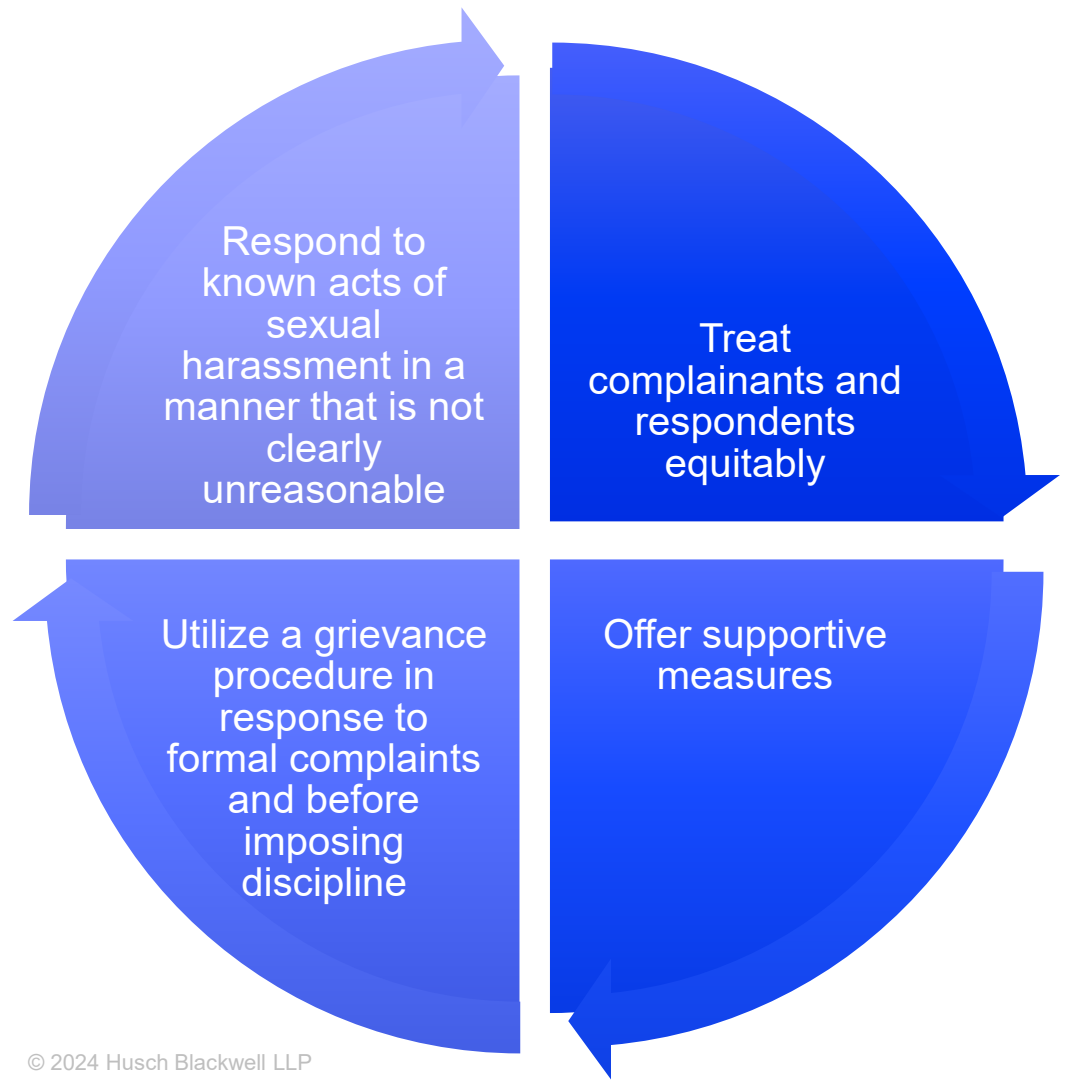 Respond to
known acts of
sexual
harassment in a
manner that is not
clearly
unreasonable
Treat
complainants and
respondents
equitably
Utilize a grievance
procedure in
response to
formal complaints
and before
imposing
discipline
Offer supportive
measures
© 2024 Husch Blackwell LLP